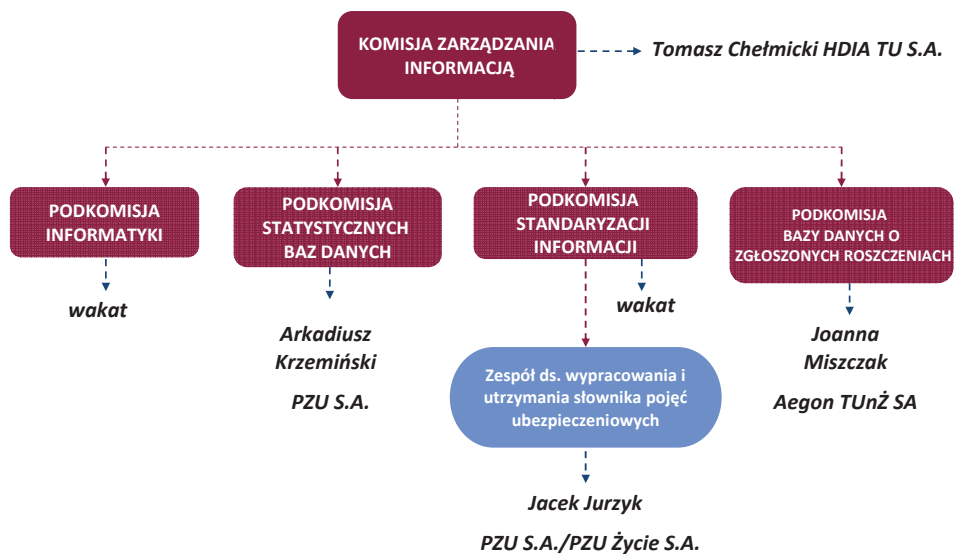 KOMISJA ZARZĄDZANIA
INFORMACJĄ
Tomasz Chełmicki HDIA TU S.A.
PODKOMISJA
INFORMATYKI
wakat
PODKOMISJA
STATYSTYCZNYCH
BAZ DANYCH
Arkadiusz
Krzemiński
PZU S.A.
PODKOMISJA
STANDARYZACJI
INFORMACJI
wakat
Zespół ds. wypracowania i
utrzymania słownika pojęć
ubezpieczeniowych
Jacek Jurzyk
PZU S.A./PZU Życie S.A.
PODKOMISJA
BAZY DANYCH O
ZGŁOSZONYCH ROSZCZENIACH
Joanna
Miszczak
Aegon TUnŻ SA